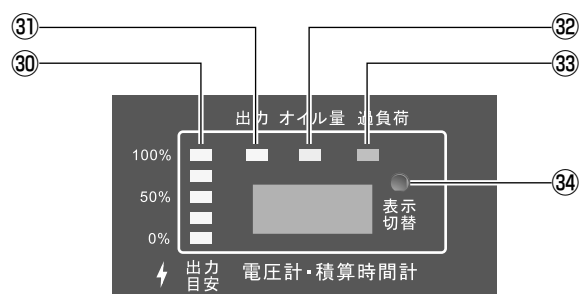 ㉛ ㉜
㉚ ㉝
出力 オイル量 過負荷
100%
㉞
50%
表示
切替
0%
出力
目安
電圧計・積算時間計